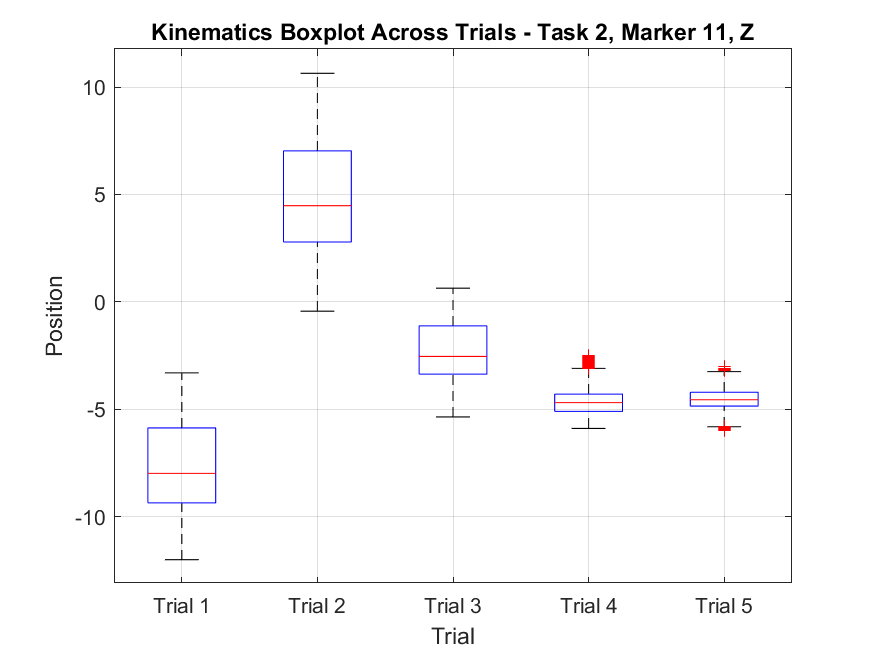 Kinematics Boxplot Across Trials - Task 2, Marker 11, Z
10
5
0
-5
-10
Position
Trial 1 Trial 2 Trial 3 Trial 4 Trial 5
Trial